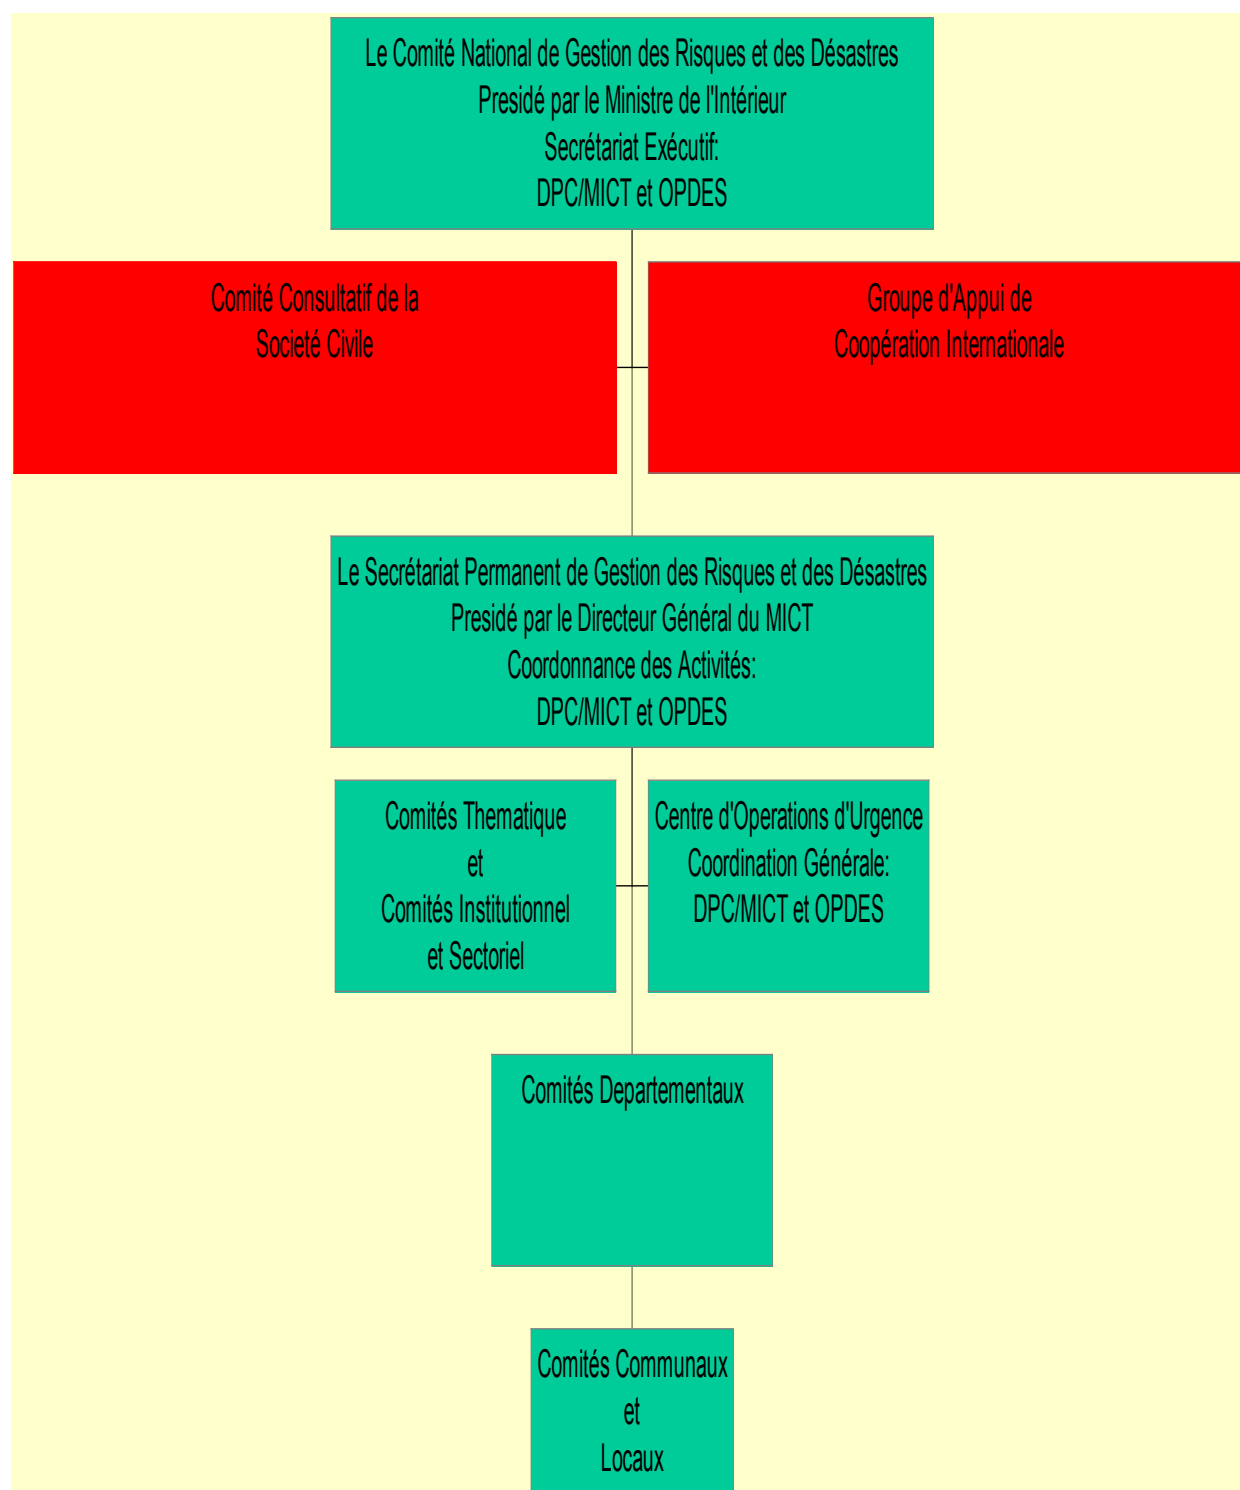 Le Comité National de Gestion des Risques et des Désastres
Presidé par le Ministre de l'Intérieur
Secrétariat Exécutif:
DPC/MICT et OPDES
Comité Consultatif de la
Societé Civile
Groupe d'Appui de
Coopération Internationale
Le Secrétariat Permanent de Gestion des Risques et des Désastres
Presidé par le Directeur Général du MICT
Coordonnance des Activités:
DPC/MICT et OPDES
Comités Thematique
et
Comités Institutionnel
et Sectoriel
Centre d'Operations d'Urgence
Coordination Générale:
DPC/MICT et OPDES
Comités Departementaux
Comités Communaux
et
Locaux